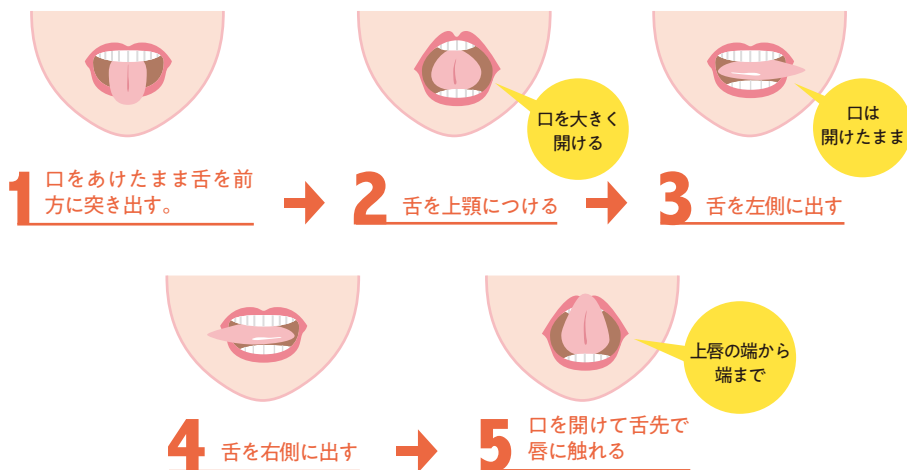 口を大きく
開ける
口は
開けたまま
1 口をあけたまま舌を前
方に突き出す。
2 舌を上顎につける
3 舌を左側に出す
上唇の端から
端まで
4 舌を右側に出す
5 口を開けて舌先で
唇に触れる